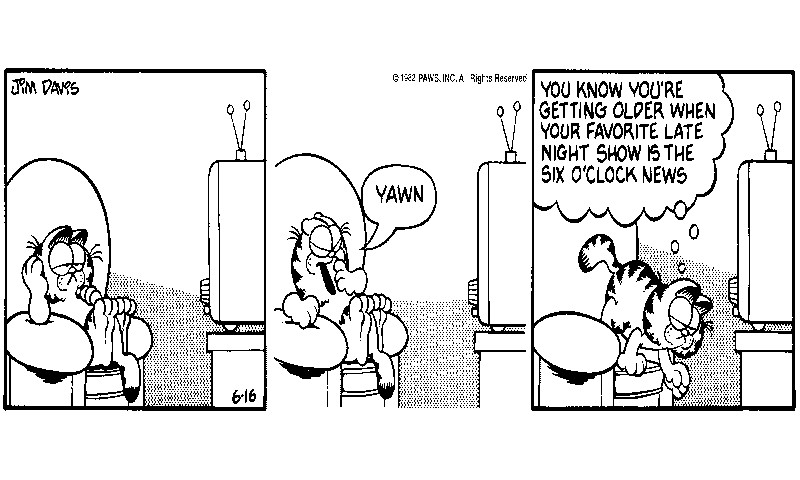 JIM DAVIS
6-16
© 1982 PAWS, INC. A Rights Reserved
YAWN
YOU KNOW YOU'RE
GETTING OLDER WHEN
YOUR FAVORITE LATE
NIGHT SHOW IS THE
SIX O'CLOCK NEWS